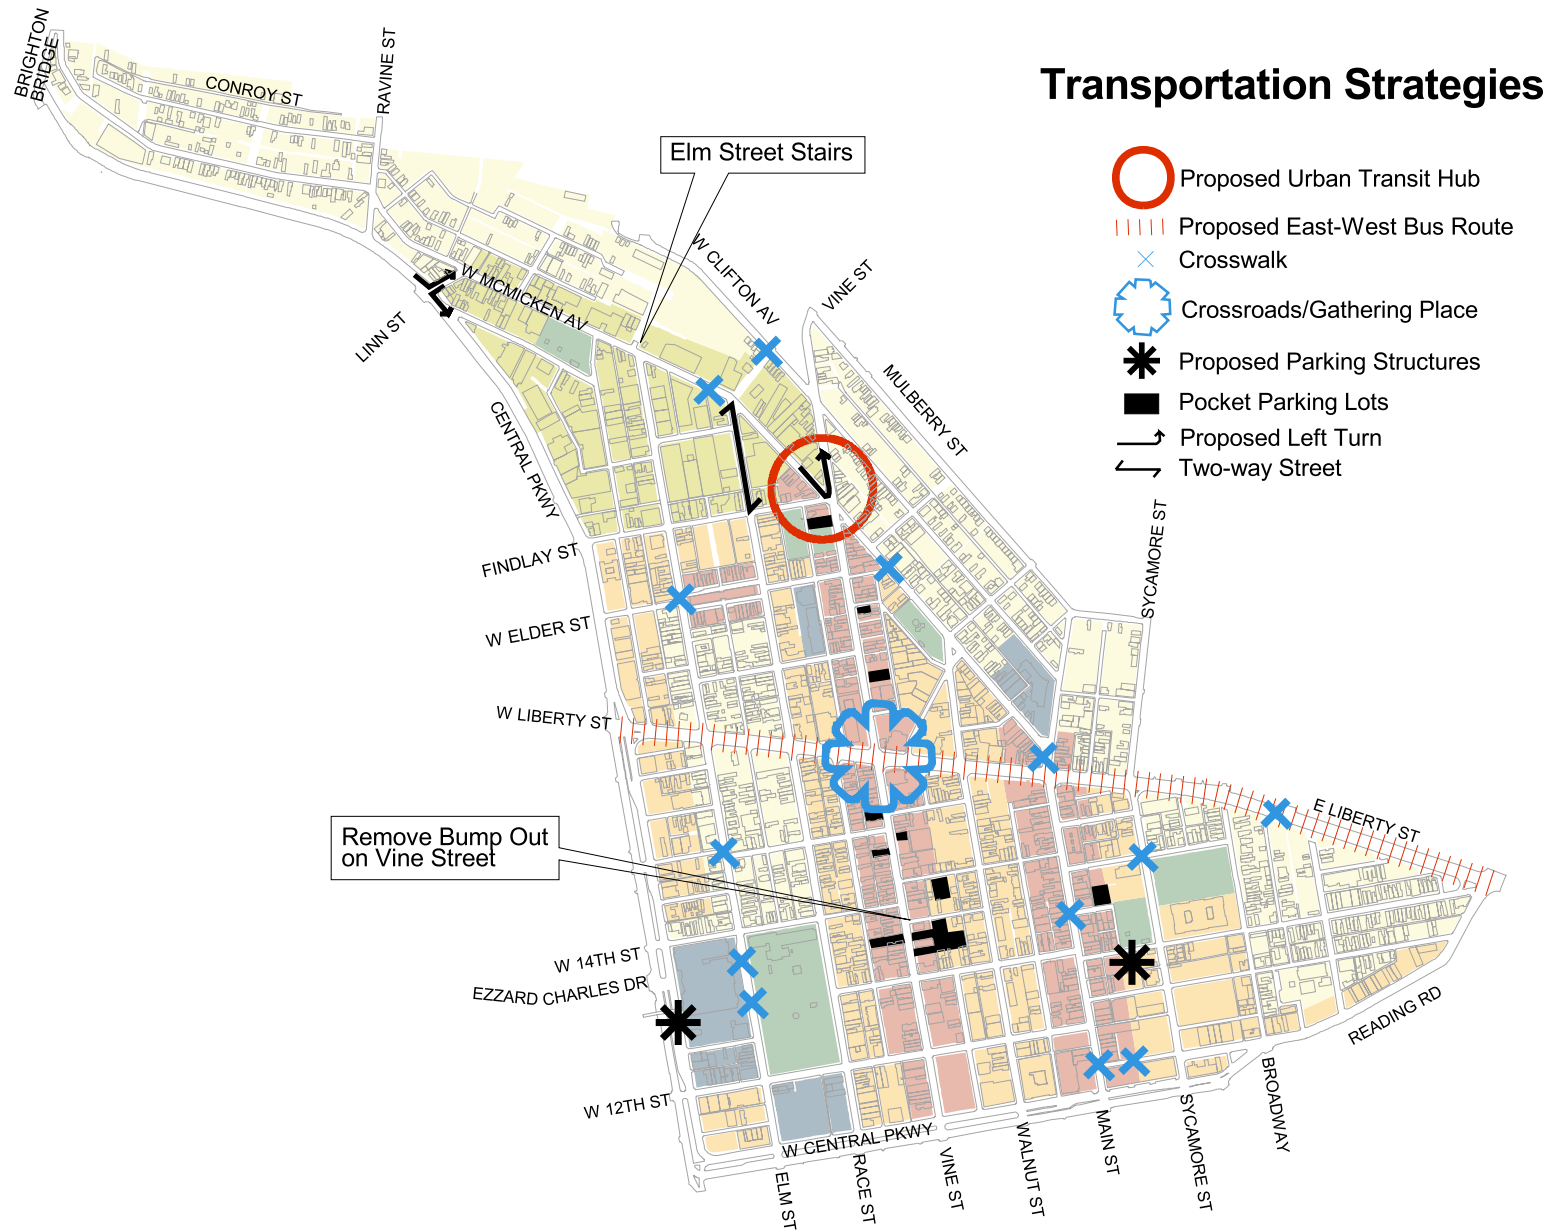 Transportation Strategies
Proposed Urban Transit Hub
Proposed East-West Bus Route
Crosswalk
Crossroads/Gathering Place
Proposed Parking Structures
Pocket Parking Lots
Proposed Left Turn
Two-way Street
BRIGHTON
BRIDGE
CONROY ST
RAVINE ST
Elm Street Stairs
W CLIFTON AV
VINE ST
W MCMICKEN AV
LINN ST
MULBERRY ST
CENTRAL PKWY
SYCAMORE ST
FINDLAY ST
W ELDER ST
W LIBERTY ST
E LIBERTY ST
Remove Bump Out
on Vine Street
W 14TH ST
EZZARD CHARLES DR
READING RD
W 12TH ST
W CENTRAL PKWY
ELM ST
RACE ST
VINE ST
WALNUT ST
MAIN ST
SYCAMORE ST
BROADWAY